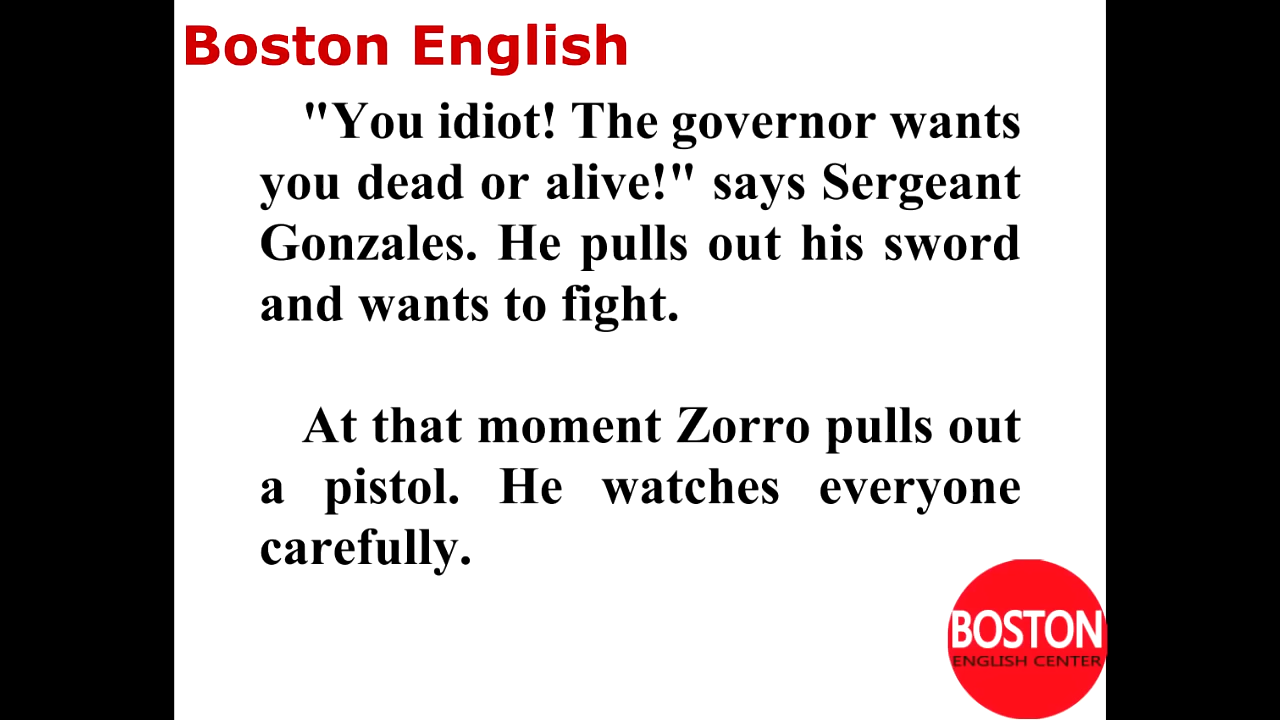 Boston English
"You idiot! The governor wants
you dead or alive!" says Sergeant
Gonzales. He pulls out his sword
and wants to fight.
At that moment Zorro pulls out
a pistol. He watches everyone
carefully.
BOSTON
ENGLISH CENTER